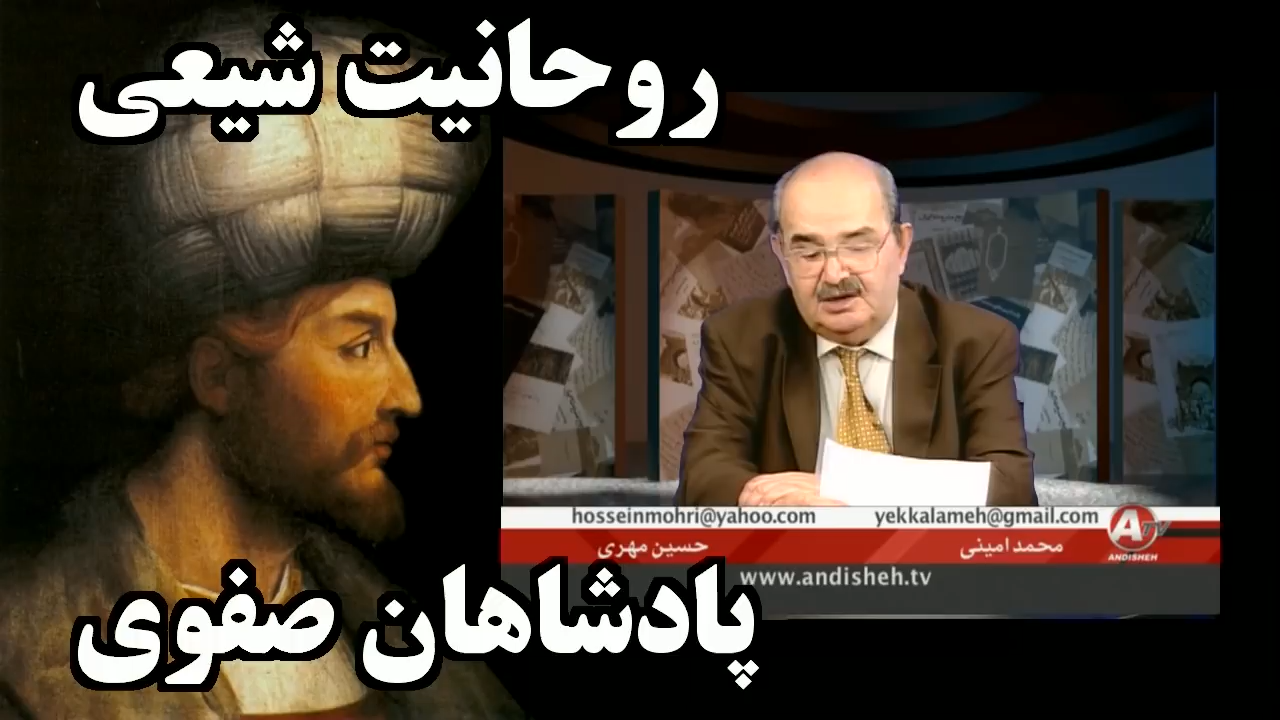 روحانیت شیعی
hosseinmohri@yahoo.com yekkalameh@gmail.com
حسین مهری محمد امینی
ATV
ANDISHEH
www.andisheh.tv
پادشاهان صفوی